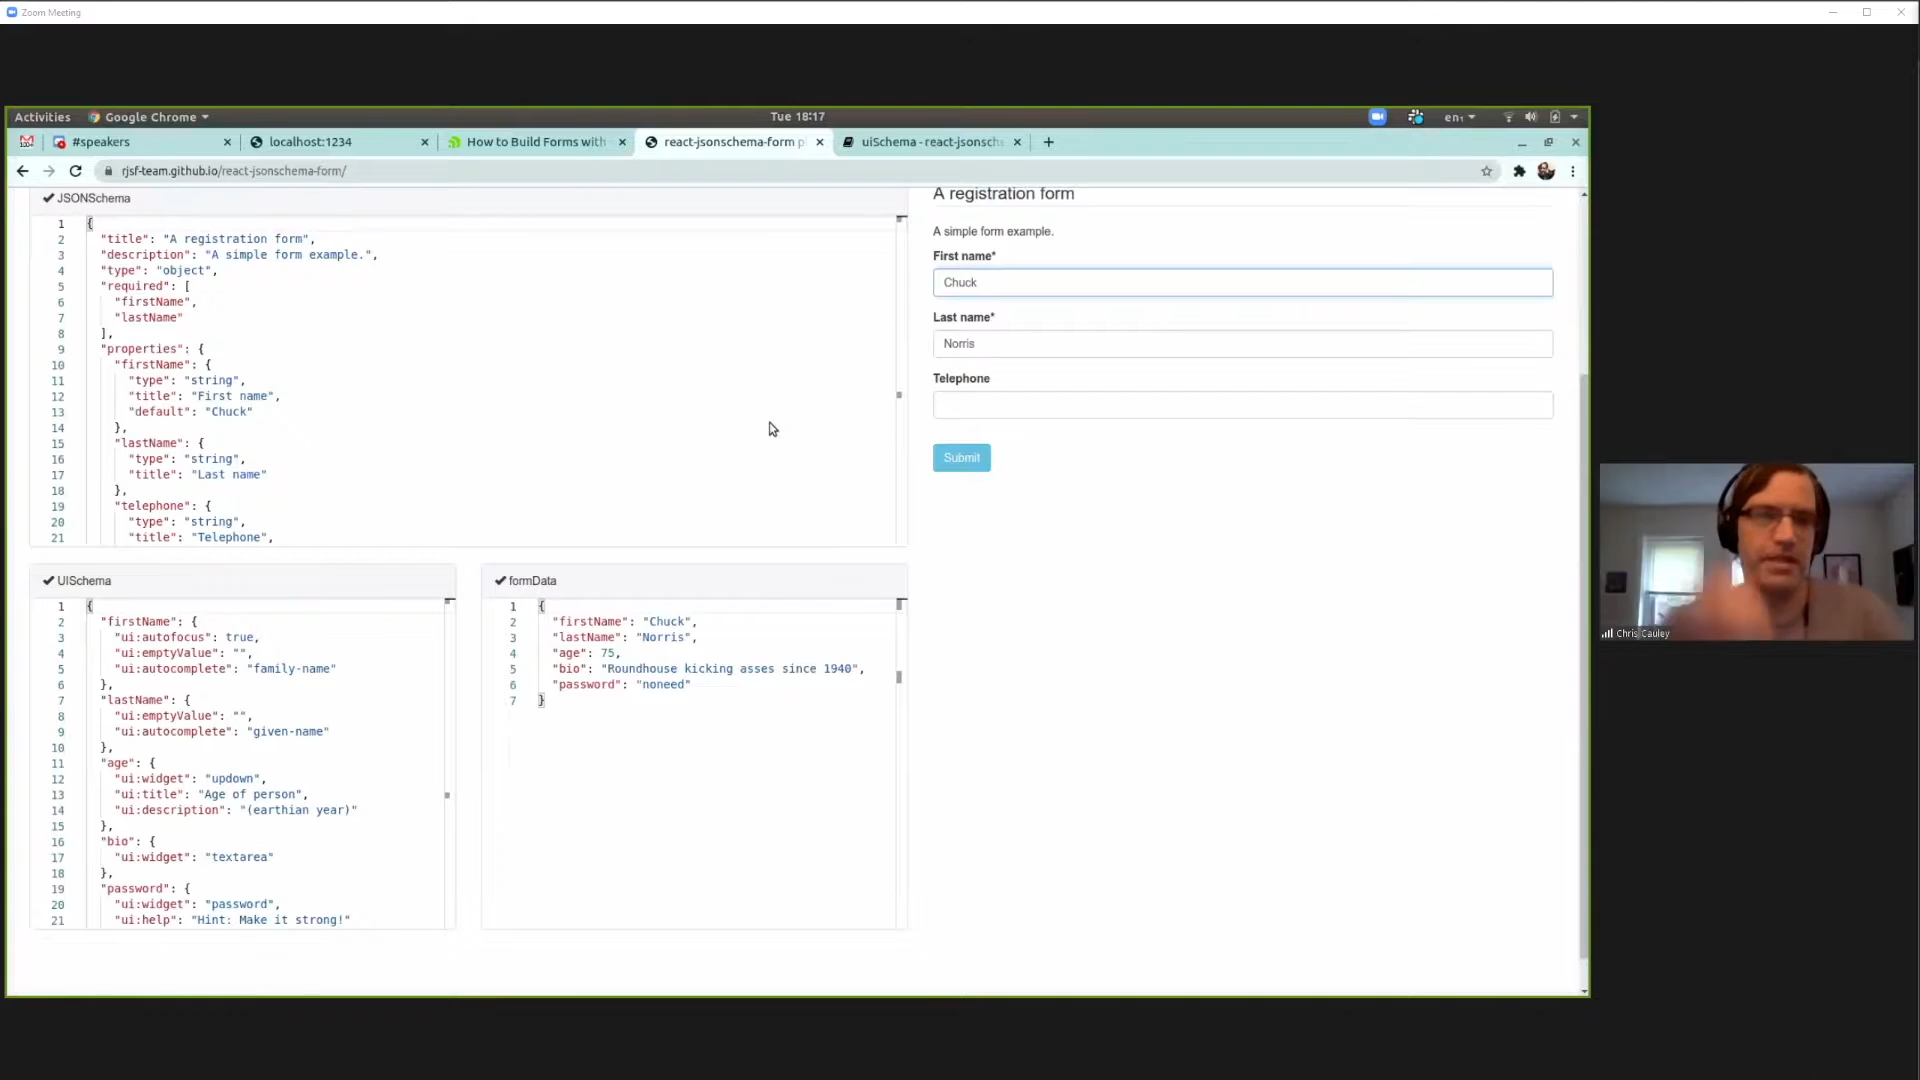 Zoom Meeting
Activities
Google Chrome
Tue 18:17
en₁
#speakers
localhost:1234
How to Build Forms with
react-jsonschema-form p
uiSchema - react-jsonsch
rjsf-team.github.io/react-jsonschema-form/
JSONSchema
1 {
2 "title": "A registration form",
3 "description": "A simple form example.",
4 "type": "object",
5 "required": [
6 "firstName",
7 "lastName"
8 ],
9 "properties": {
10 "firstName": {
11 "type": "string",
12 "title": "First name",
13 "default": "Chuck"
14 },
15 "lastName": {
16 "type": "string",
17 "title": "Last name"
18 },
19 "telephone": {
20 "type": "string",
21 "title": "Telephone",
UISchema
1 {
2 "firstName": {
3 "ui:autofocus": true,
4 "ui:emptyValue": "",
5 "ui:autocomplete": "family-name"
6 },
7 "lastName": {
8 "ui:emptyValue": "",
9 "ui:autocomplete": "given-name"
10 },
11 "age": {
12 "ui:widget": "updown",
13 "ui:title": "Age of person",
14 "ui:description": "(earthian year)"
15 },
16 "bio": {
17 "ui:widget": "textarea"
18 },
19 "password": {
20 "ui:widget": "password",
21 "ui:help": "Hint: Make it strong!"
formData
1 {
2 "firstName": "Chuck",
3 "lastName": "Norris",
4 "age": 75,
5 "bio": "Roundhouse kicking asses since 1940",
6 "password": "noneed"
7 }
A registration form
A simple form example.
First name*
Chuck
Last name*
Norris
Telephone
Submit
Chris Cauley